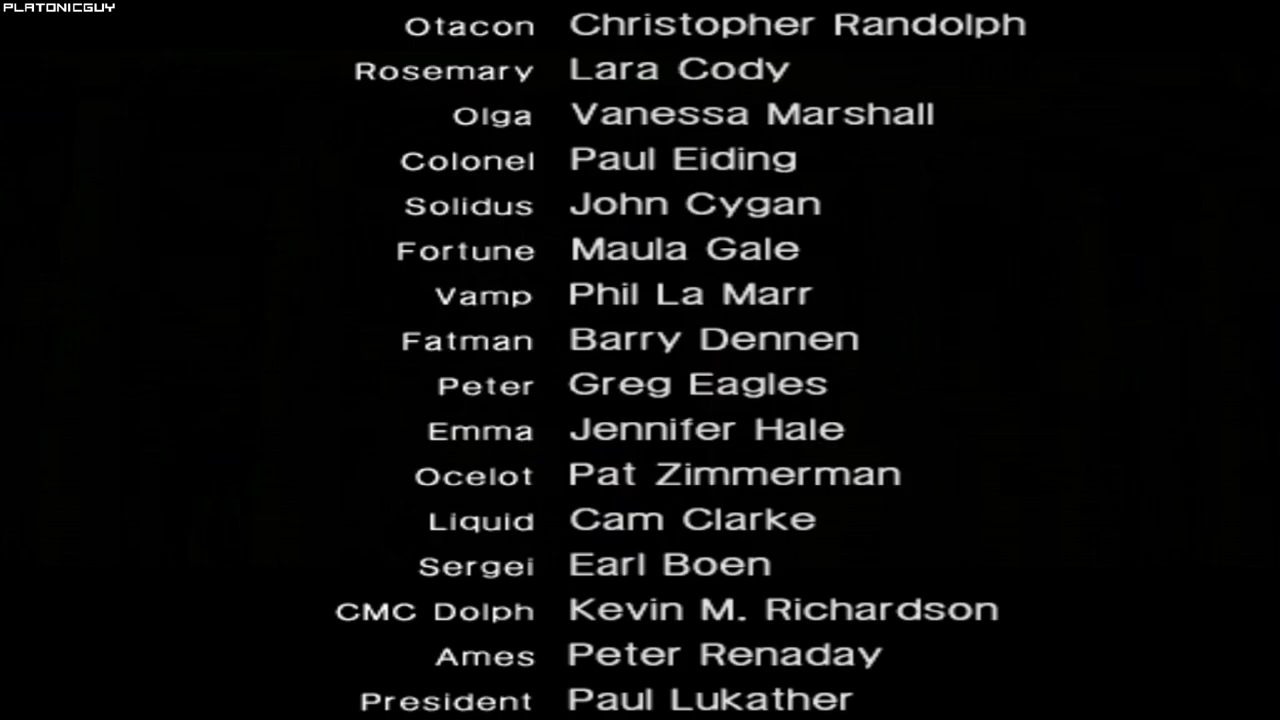 PLATONICGUY
Otacon Christopher Randolph
Rosemary Lara Cody
Olga Vanessa Marshall
Colonel Paul Eiding
Solidus John Cygan
Fortune Maula Gale
Vamp Phil La Marr
Fatman Barry Dennen
Peter Greg Eagles
Emma Jennifer Hale
Ocelot Pat Zimmerman
Liquid Cam Clarke
Sergei Earl Boen
CMC Dolph Kevin M. Richardson
Ames Peter Renaday
President Paul Lukather